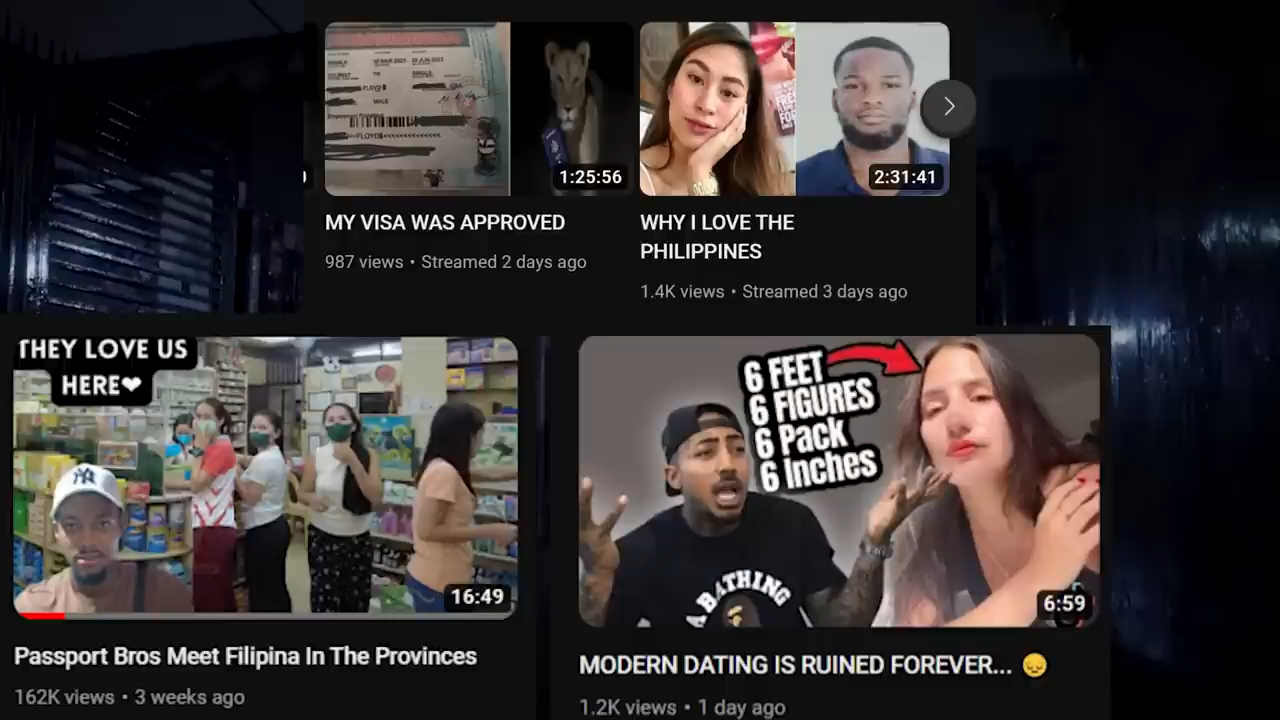 1:25:56
2:31:41
MY VISA WAS APPROVED
987 views • Streamed 2 days ago
WHY I LOVE THE
PHILIPPINES
1.4K views • Streamed 3 days ago
THEY LOVE US
HERE❤
16:49
Passport Bros Meet Filipina In The Provinces
162K views • 3 weeks ago
6 FEET
6 FIGURES
6 Pack
6 Inches
BATHING
6:59
MODERN DATING IS RUINED FOREVER... 😞
1.2K views • 1 day ago